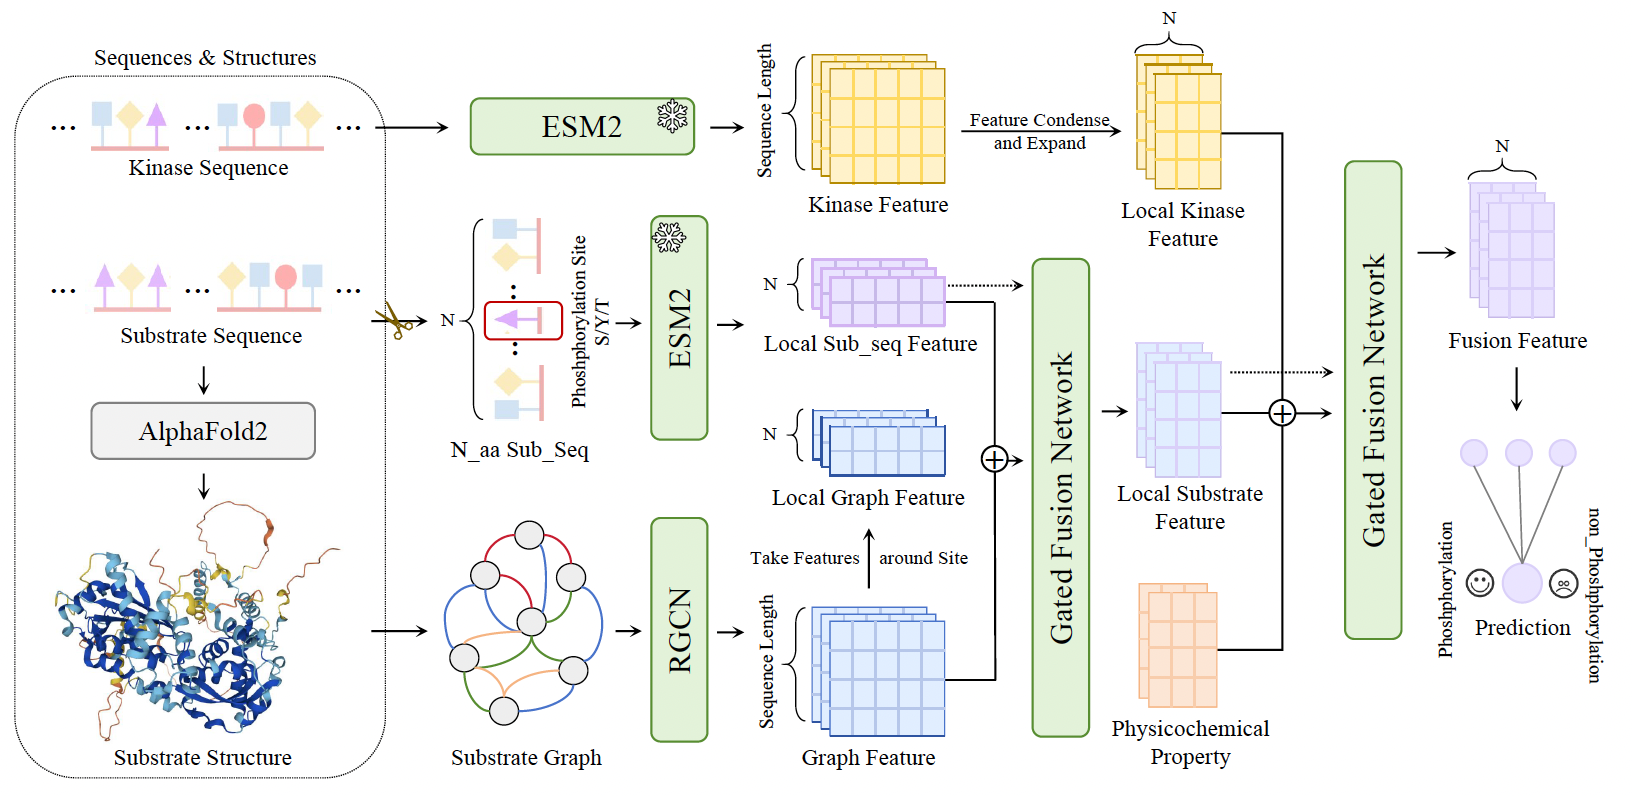 Sequences & Structures
... ... ...
Kinase Sequence
... ... ...
Substrate Sequence
AlphaFold2
Substrate Structure
ESM2
N
Phoshphorylation Site
S/Y/T
N_aa Sub_Seq
ESM2
Substrate Graph
RGCN
Sequence Length
Kinase Feature
Feature Condense
and Expand
N
Local Kinase
Feature
N
Local Sub_seq Feature
N
Local Graph Feature
Take Features around Site
Sequence Length
Graph Feature
Gated Fusion Network
Local Substrate
Feature
Physicochemical
Property
Gated Fusion Network
N
Fusion Feature
Phoshphorylation
non_Phoshphorylation
Prediction